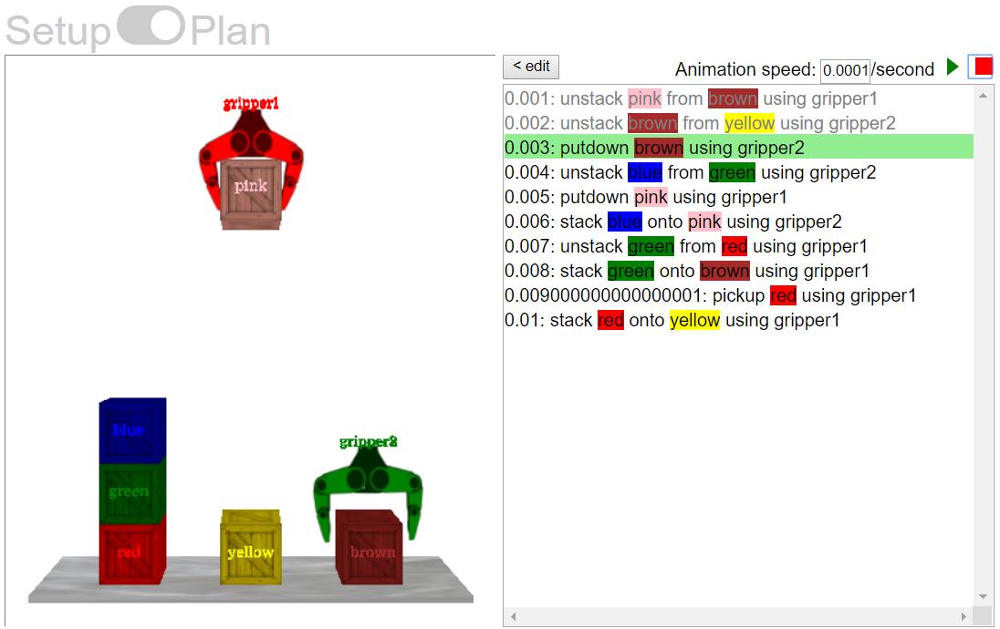 Setup Plan
< edit
Animation speed: 0.0001/second
0.001: unstack pink from brown using gripper1
0.002: unstack brown from yellow using gripper2
0.003: putdown brown using gripper2
0.004: unstack blue from green using gripper2
0.005: putdown pink using gripper1
0.006: stack blue onto pink using gripper2
0.007: unstack green from red using gripper1
0.008: stack green onto brown using gripper1
0.009000000000000001: pickup red using gripper1
0.01: stack red onto yellow using gripper1
gripper1
pink
blue
green
red
yellow
gripper2
brown